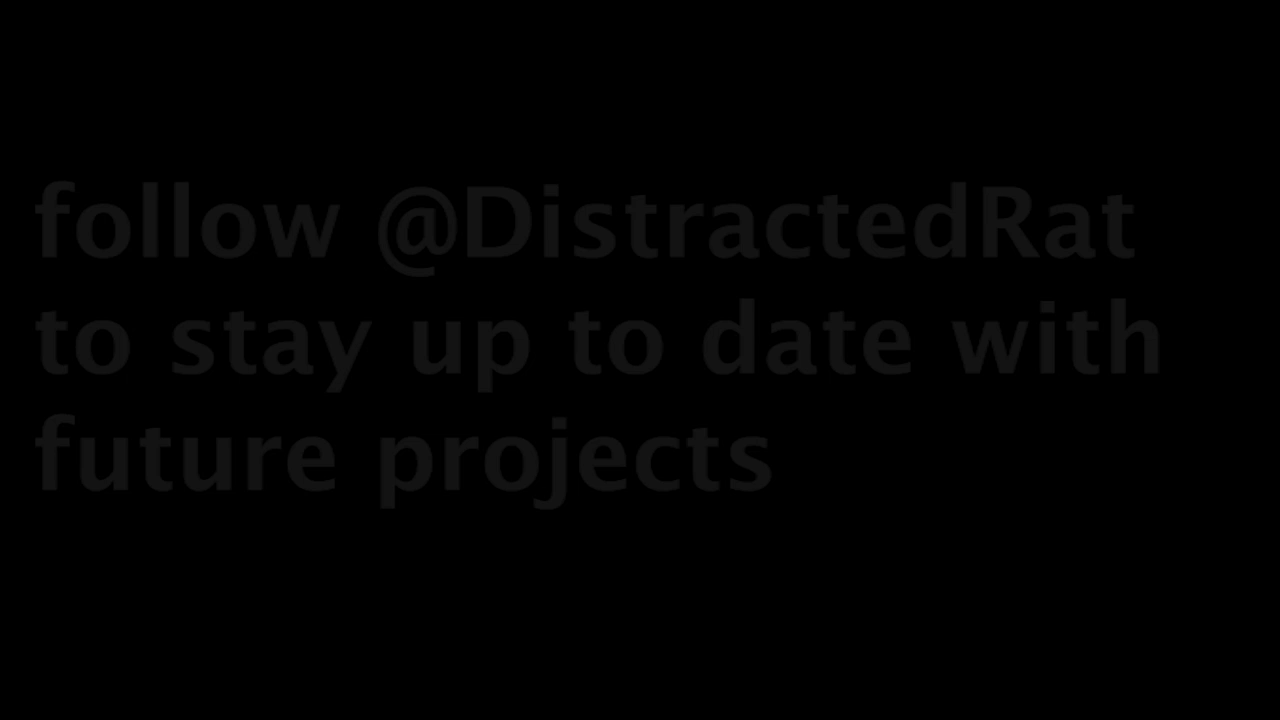 follow @DistractedRat
to stay up to date with
future projects